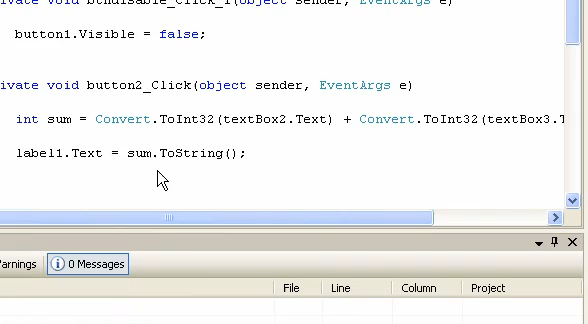 ivate void btndisable_Click_1(object sender, EventArgs e)
button1.Visible = false;
ivate void button2_Click(object sender, EventArgs e)
int sum = Convert.ToInt32(textBox2.Text) + Convert.ToInt32(textBox3.T
label1.Text = sum.ToString();
arnings 0 Messages
File Line Column Project